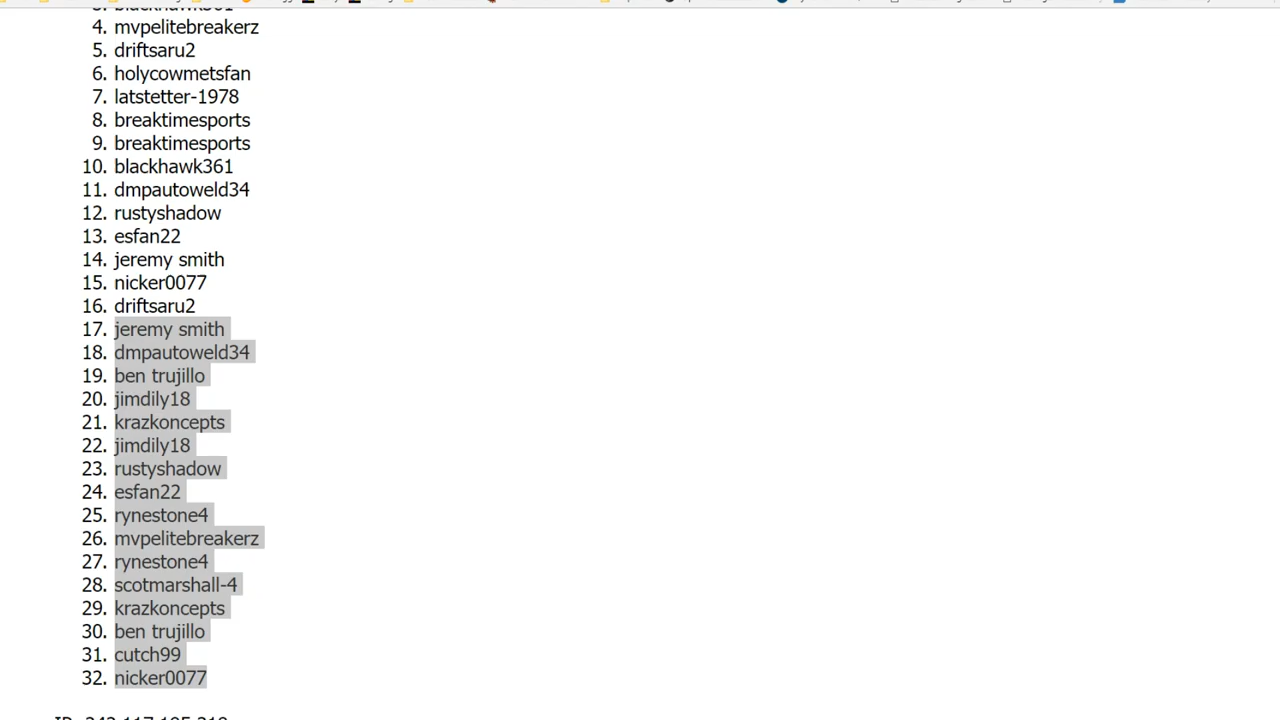 3. blackhawk361
4. mvpelitebreakerz
5. driftsaru2
6. holycowmetsfan
7. latstetter-1978
8. breaktimesports
9. breaktimesports
10. blackhawk361
11. dmpautoweld34
12. rustyshadow
13. esfan22
14. jeremy smith
15. nicker0077
16. driftsaru2
17. jeremy smith
18. dmpautoweld34
19. ben trujillo
20. jimdily18
21. krazkoncepts
22. jimdily18
23. rustyshadow
24. esfan22
25. rynestone4
26. mvpelitebreakerz
27. rynestone4
28. scotmarshall-4
29. krazkoncepts
30. ben trujillo
31. cutch99
32. nicker0077